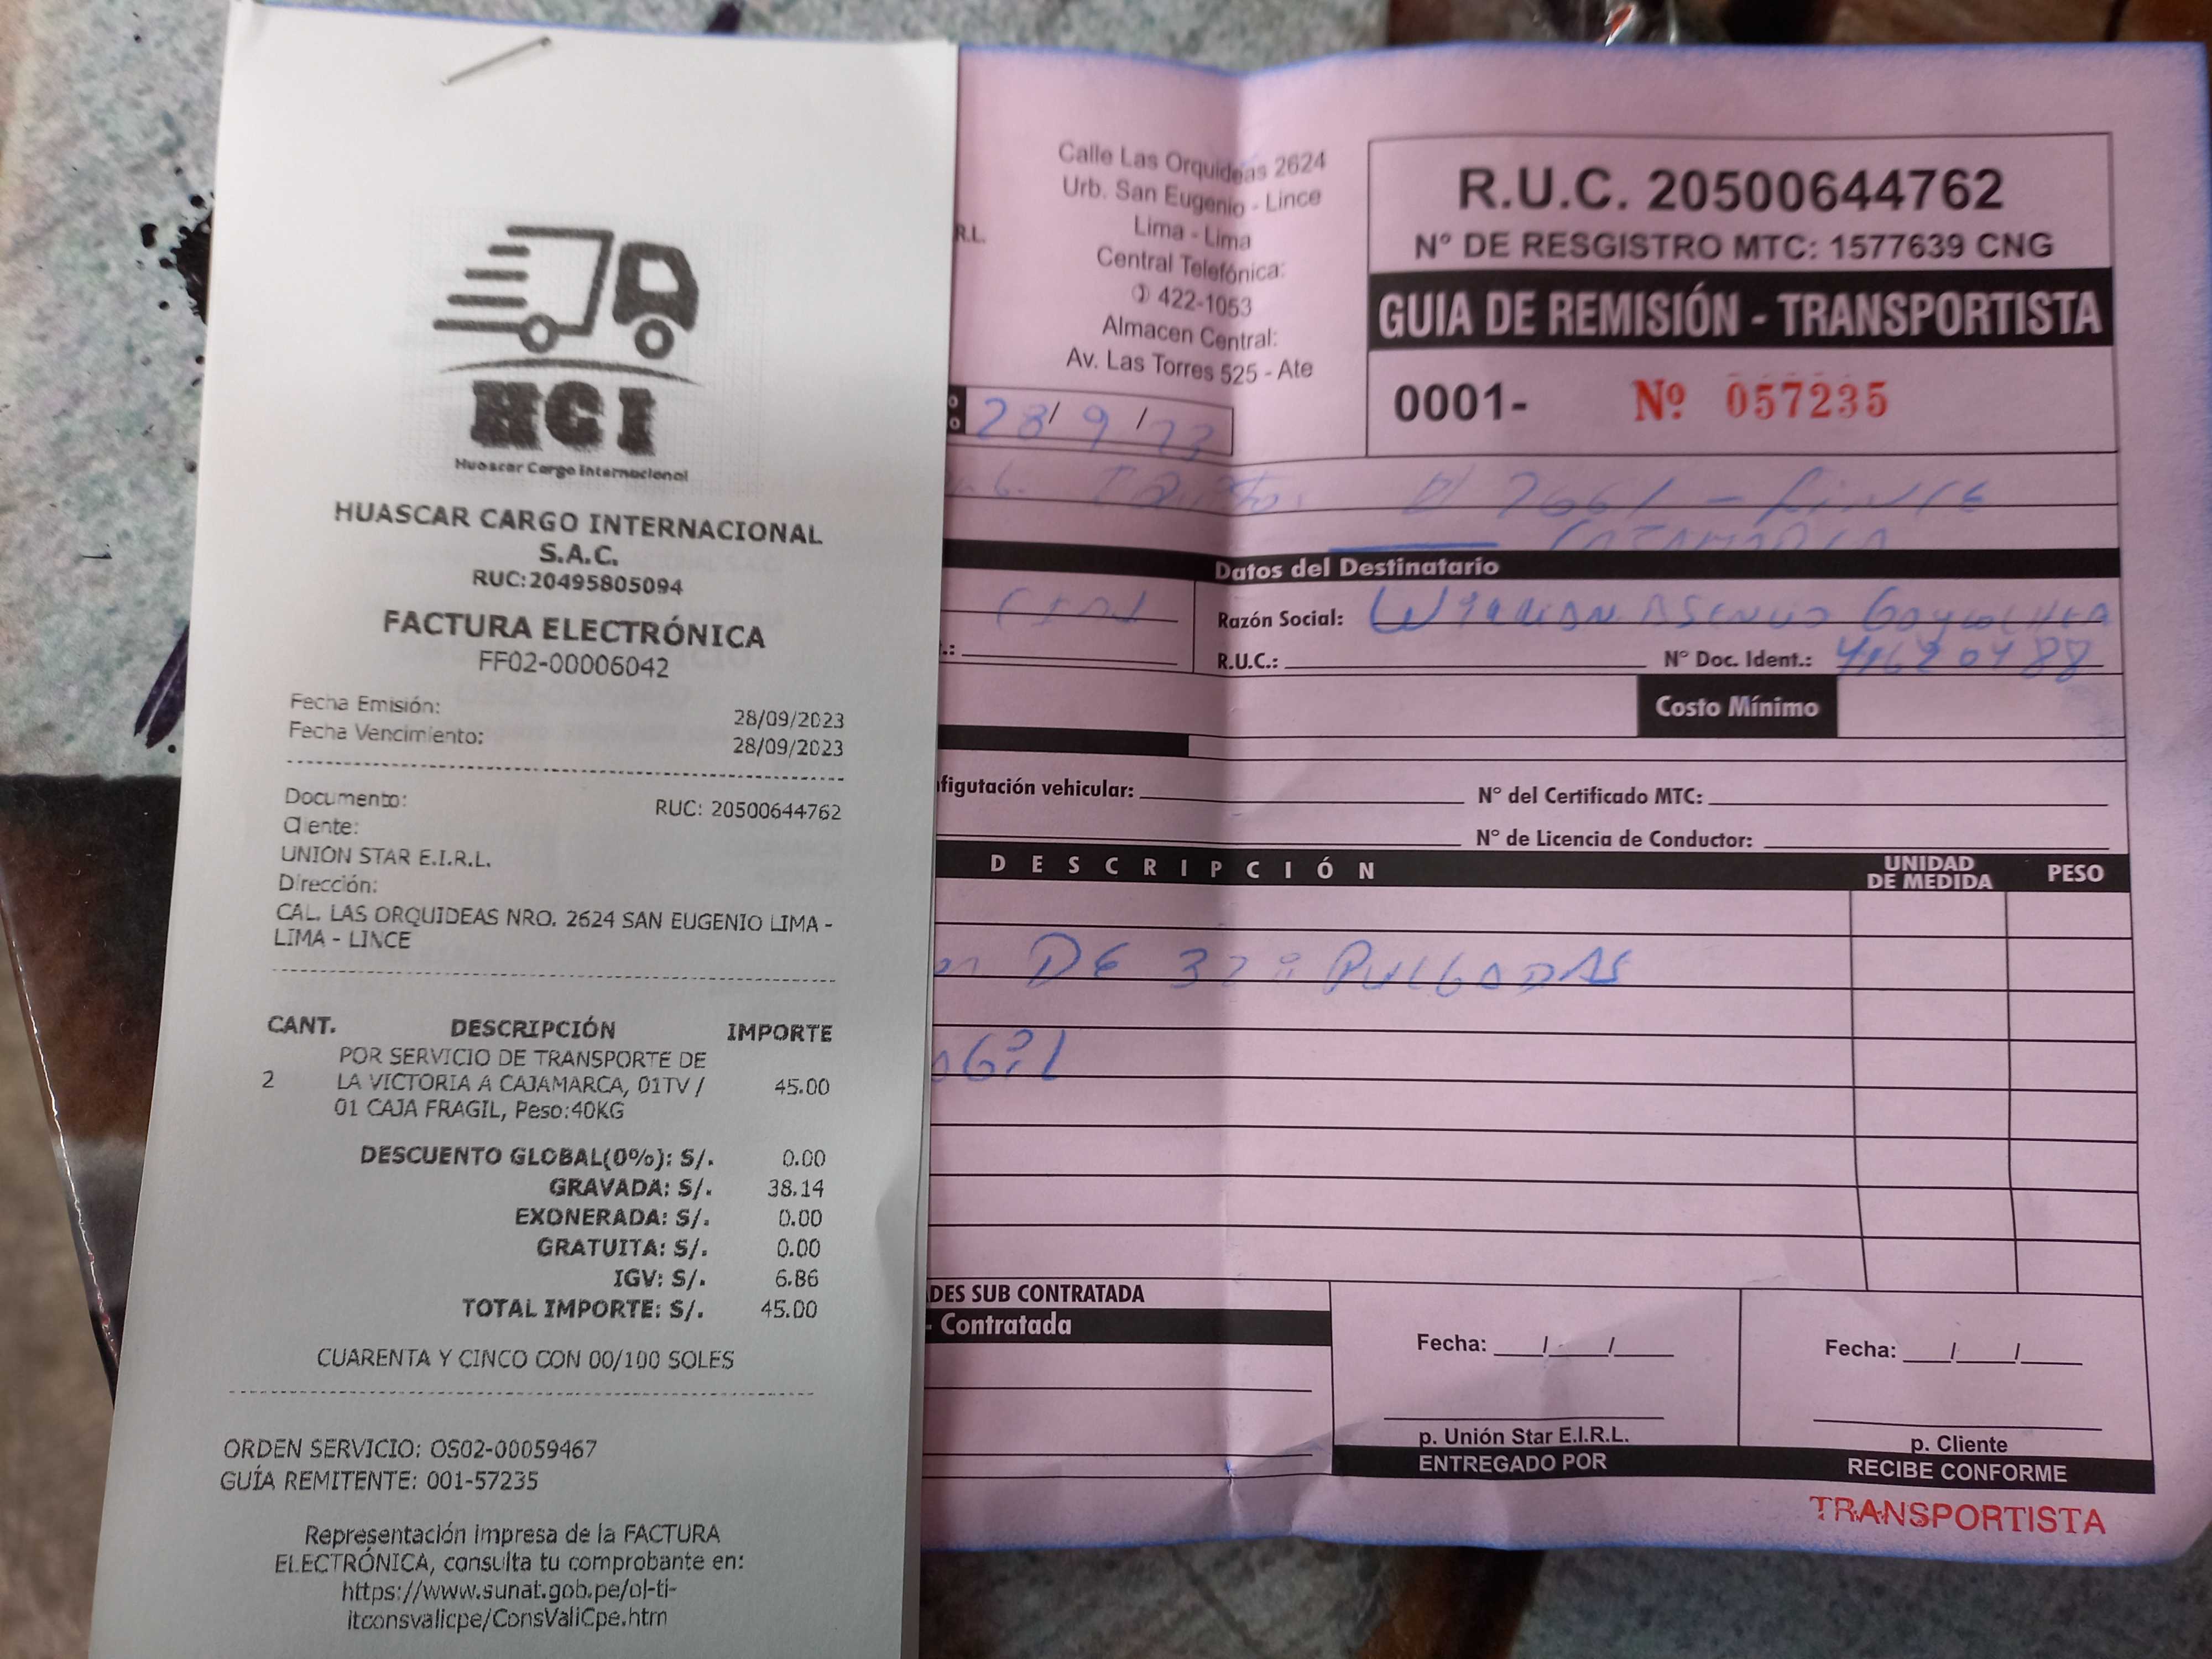 HCI
Huascar Cargo Internacional
HUASCAR CARGO INTERNACIONAL
S.A.C.
RUC:20495805094
FACTURA ELECTRÓNICA
FF02-00006042
Fecha Emisión: 28/09/2023
Fecha Vencimiento: 28/09/2023
Documento: RUC: 20500644762
Cliente:
UNION STAR E.I.R.L.
Dirección:
CAL. LAS ORQUIDEAS NRO. 2624 SAN EUGENIO LIMA -
LIMA - LINCE
CANT. DESCRIPCIÓN IMPORTE
POR SERVICIO DE TRANSPORTE DE
2 LA VICTORIA A CAJAMARCA, 01TV / 45.00
01 CAJA FRAGIL, Peso:40KG
DESCUENTO GLOBAL(0%): S/. 0.00
GRAVADA: S/. 38.14
EXONERADA: S/. 0.00
GRATUITA: S/. 0.00
IGV: S/. 6.86
TOTAL IMPORTE: S/. 45.00
CUARENTA Y CINCO CON 00/100 SOLES
ORDEN SERVICIO: OS02-00059467
GUÍA REMITENTE: 001-57235
Representación impresa de la FACTURA
ELECTRÓNICA, consulta tu comprobante en:
https://www.sunat.gob.pe/ol-ti-
itconsvalicpe/ConsValiCpe.htm
R.L.
Calle Las Orquideas 2624
Urb. San Eugenio - Lince
Lima - Lima
Central Telefónica:
422-1053
Almacen Central:
Av. Las Torres 525 - Ate
R.U.C. 20500644762
N° DE RESGISTRO MTC: 1577639 CNG
GUIA DE REMISIÓN - TRANSPORTISTA
0001- Nº 057235
28/9/23
CAJAMARCA
Datos del Destinatario
Razón Social:
R.U.C.: N° Doc. Ident.: 41620488
Costo Mínimo
figutación vehicular: N° del Certificado MTC:
N° de Licencia de Conductor:
DESCRIPCIÓN UNIDAD DE MEDIDA PESO
DE 32 PULGADAS
DES SUB CONTRATADA
- Contratada
Fecha: __/__/__ Fecha: __/__/__
p. Unión Star E.I.R.L. p. Cliente
ENTREGADO POR RECIBE CONFORME
TRANSPORTISTA